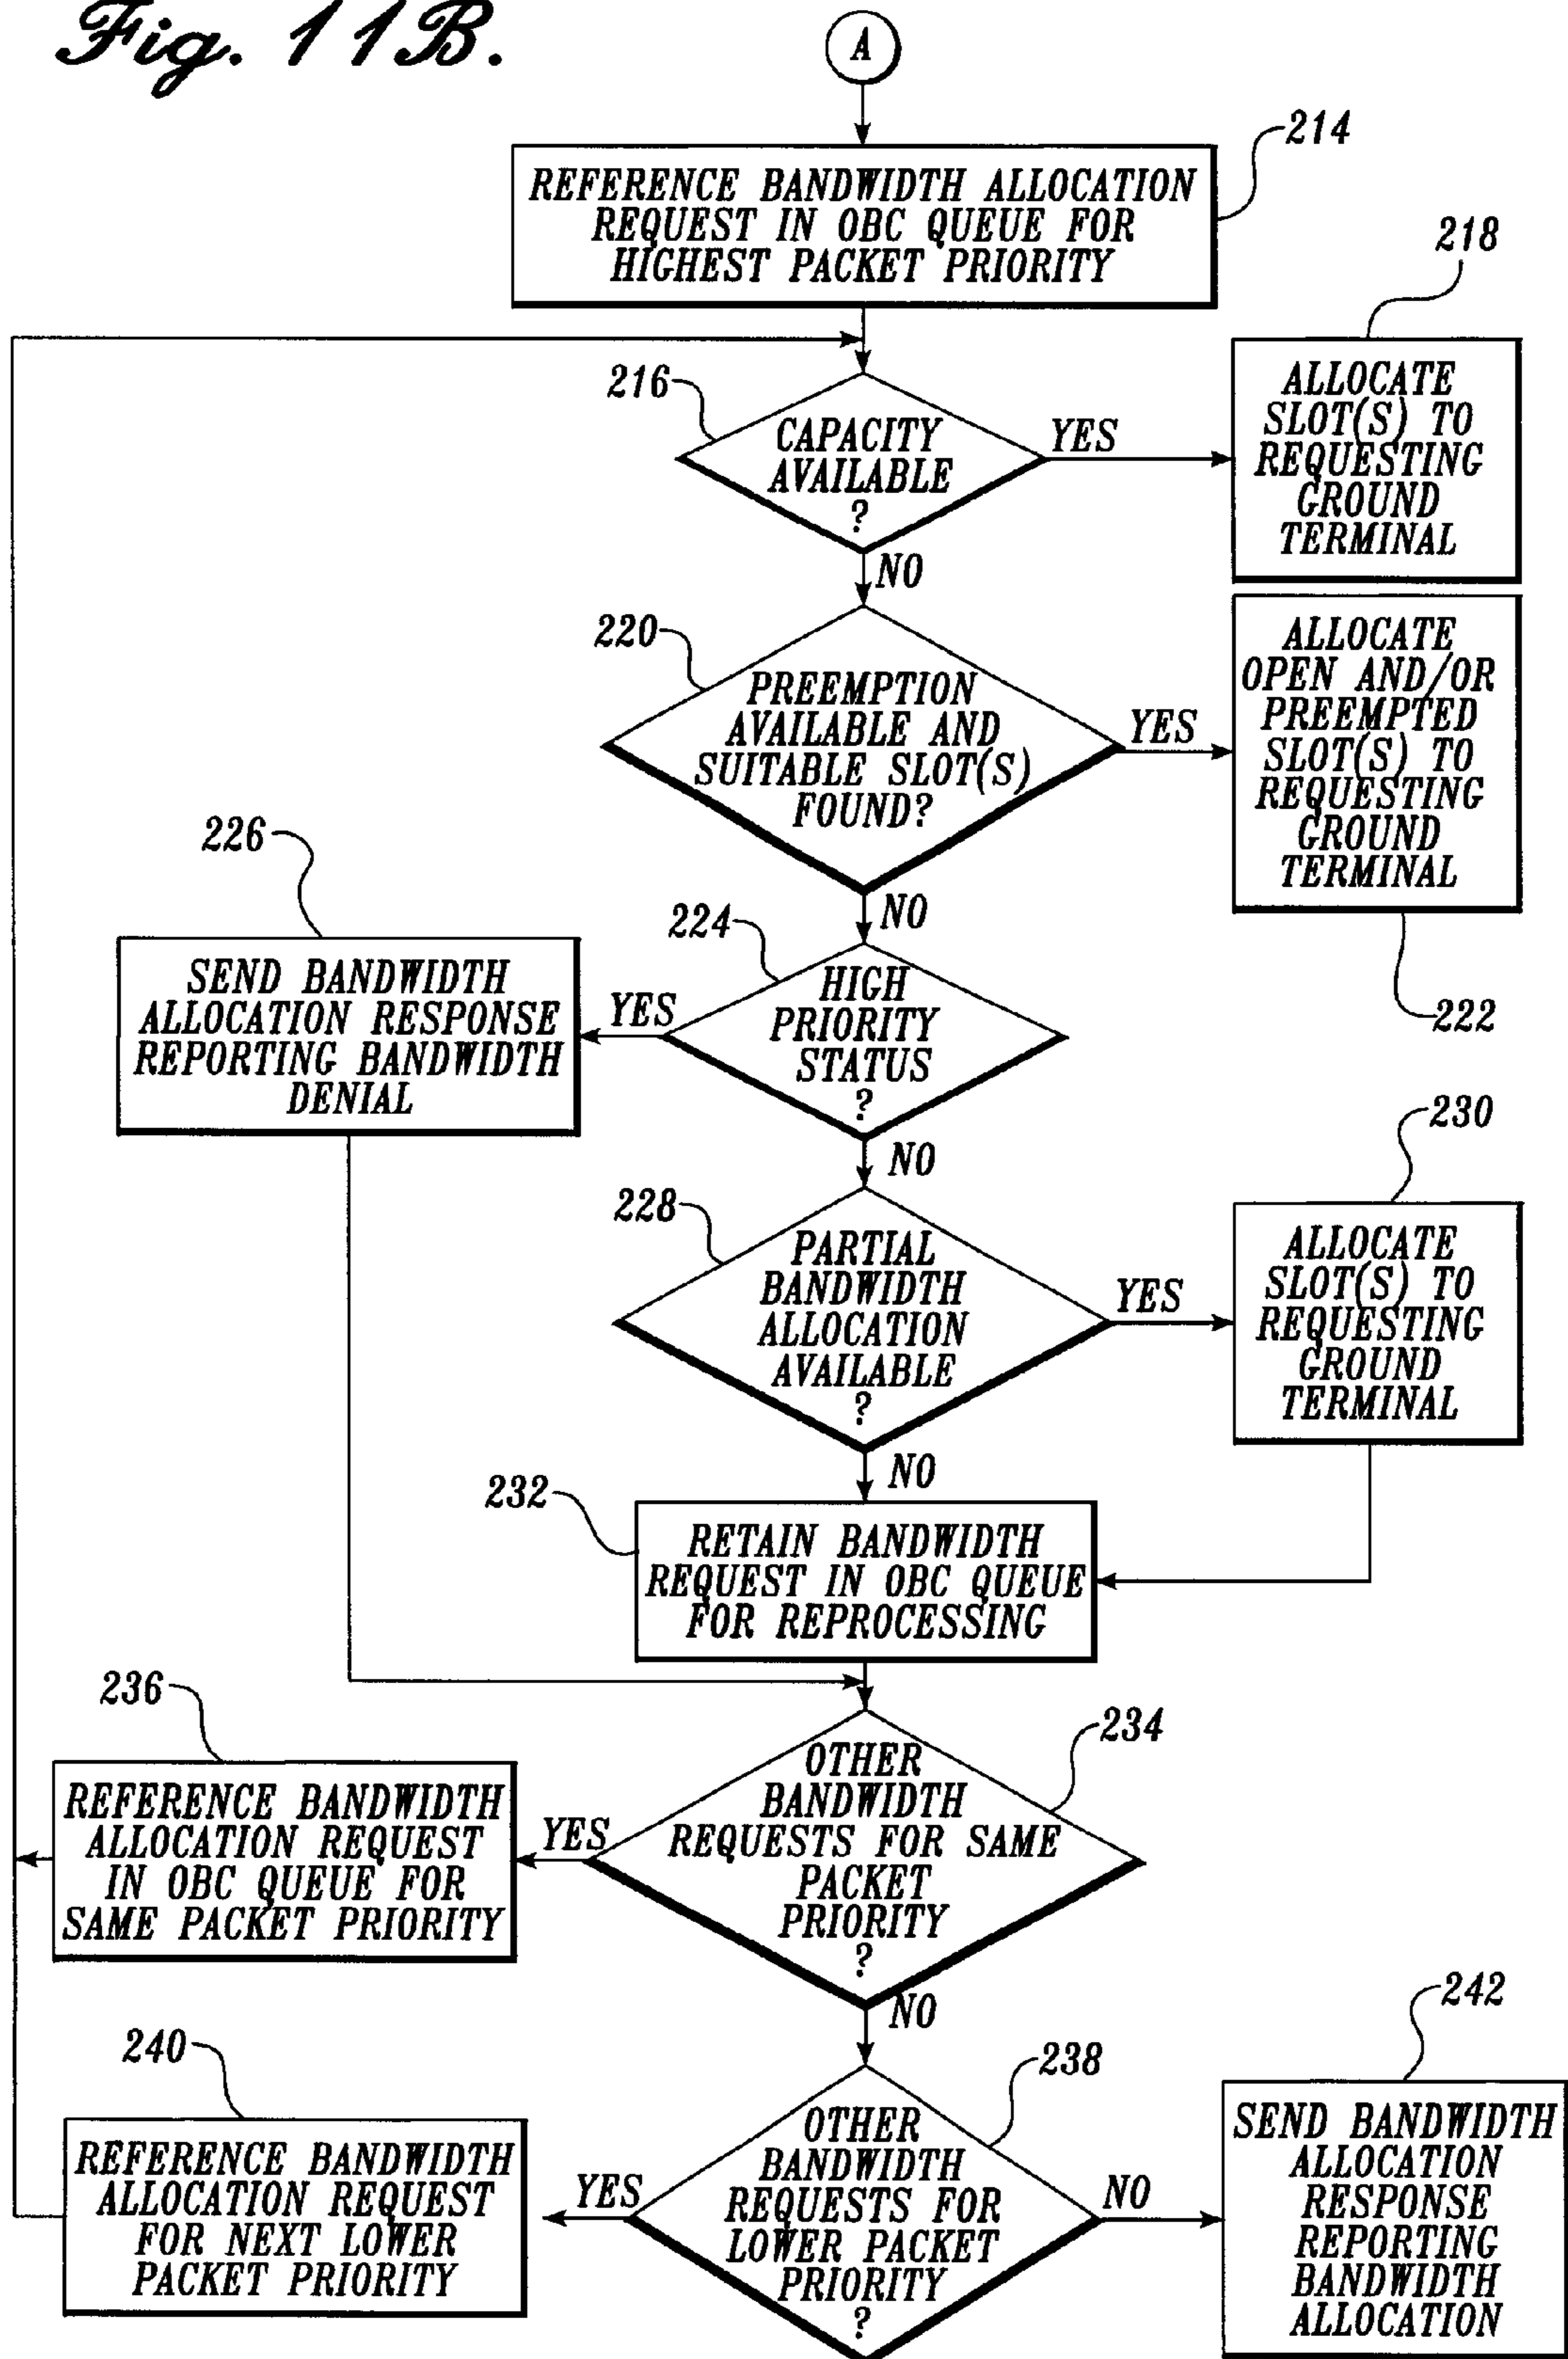 Fig. 11B.
A
214
REFERENCE BANDWIDTH ALLOCATION
REQUEST IN OBC QUEUE FOR
HIGHEST PACKET PRIORITY
218
216
CAPACITY
AVAILABLE
?
YES
ALLOCATE
SLOT(S) TO
REQUESTING
GROUND
TERMINAL
NO
220
PREEMPTION
AVAILABLE AND
SUITABLE SLOT(S)
FOUND?
YES
ALLOCATE
OPEN AND/OR
PREEMPTED
SLOT(S) TO
REQUESTING
GROUND
TERMINAL
222
NO
226
224
HIGH
PRIORITY
STATUS
?
YES
SEND BANDWIDTH
ALLOCATION RESPONSE
REPORTING BANDWIDTH
DENIAL
NO
230
228
PARTIAL
BANDWIDTH
ALLOCATION
AVAILABLE
?
YES
ALLOCATE
SLOT(S) TO
REQUESTING
GROUND
TERMINAL
NO
232
RETAIN BANDWIDTH
REQUEST IN OBC QUEUE
FOR REPROCESSING
236
234
OTHER
BANDWIDTH
REQUESTS FOR SAME
PACKET
PRIORITY
?
YES
REFERENCE BANDWIDTH
ALLOCATION REQUEST
IN OBC QUEUE FOR
SAME PACKET PRIORITY
NO
242
240
238
OTHER
BANDWIDTH
REQUESTS FOR
LOWER PACKET
PRIORITY
?
YES
REFERENCE BANDWIDTH
ALLOCATION REQUEST
FOR NEXT LOWER
PACKET PRIORITY
NO
SEND BANDWIDTH
ALLOCATION
RESPONSE
REPORTING
BANDWIDTH
ALLOCATION